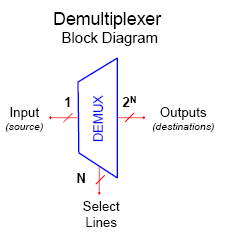 Demultiplexer
Block Diagram
Input
(source)
1
DEMUX
2ᴺ
Outputs
(destinations)
N
Select
Lines